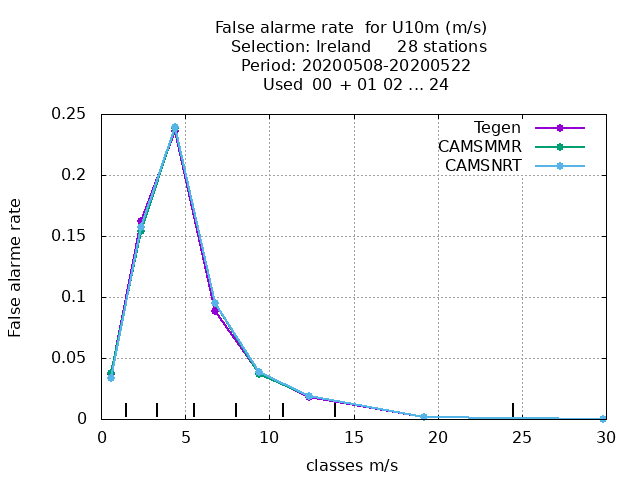 False alarme rate  for U10m (m/s)
Selection: Ireland     28 stations
Period: 20200508-20200522
Used  00 + 01 02 ... 24
Tegen
CAMSMMR
CAMSNRT
False alarme rate
0.25
0.2
0.15
0.1
0.05
0
0 5 10 15 20 25 30
classes m/s